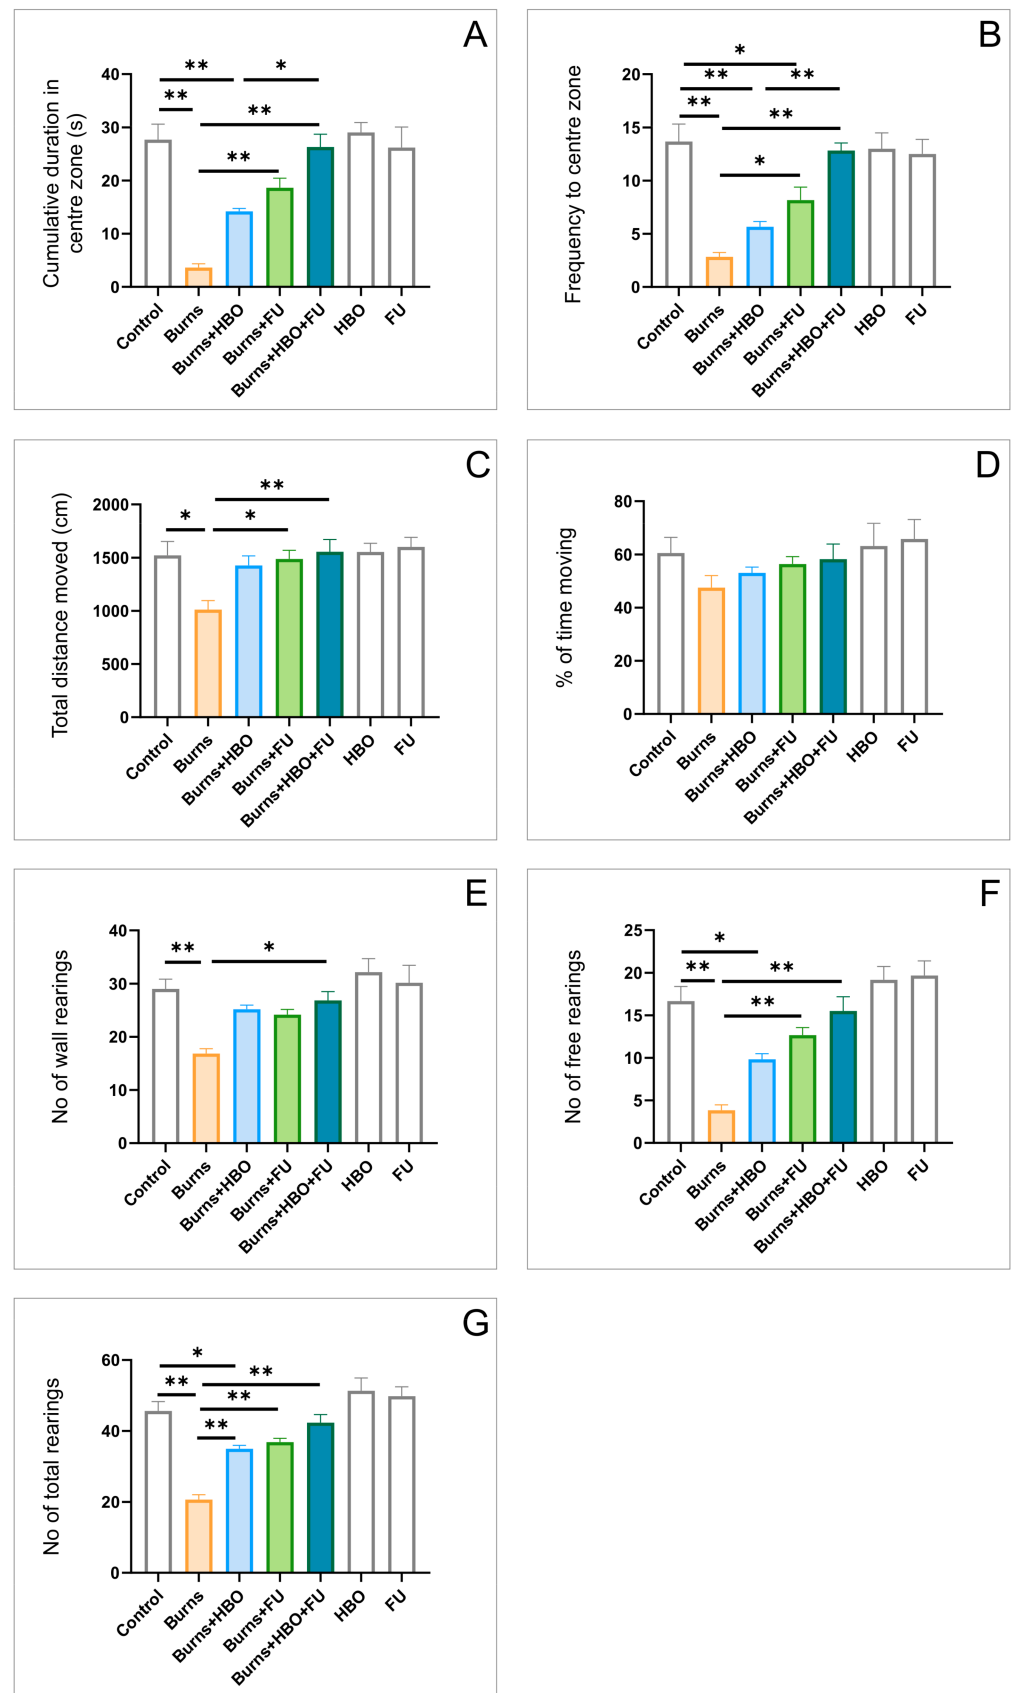 A
Cumulative duration in
centre zone (s)
40
30
20
10
0
** *
**
**
**
Control
Burns
Burns+HBO
Burns+FU
Burns+HBO+FU
HBO
FU
B
Frequency to centre zone
20
15
10
5
0
*
** **
**
**
*
Control
Burns
Burns+HBO
Burns+FU
Burns+HBO+FU
HBO
FU
C
Total distance moved (cm)
2000
1500
1000
500
0
**
* *
Control
Burns
Burns+HBO
Burns+FU
Burns+HBO+FU
HBO
FU
D
% of time moving
80
60
40
20
0
Control
Burns
Burns+HBO
Burns+FU
Burns+HBO+FU
HBO
FU
E
No of wall rearings
40
30
20
10
0
** *
Control
Burns
Burns+HBO
Burns+FU
Burns+HBO+FU
HBO
FU
F
No of free rearings
25
20
15
10
5
0
*
** **
**
Control
Burns
Burns+HBO
Burns+FU
Burns+HBO+FU
HBO
FU
G
No of total rearings
60
40
20
0
*
**
**
**
**
Control
Burns
Burns+HBO
Burns+FU
Burns+HBO+FU
HBO
FU